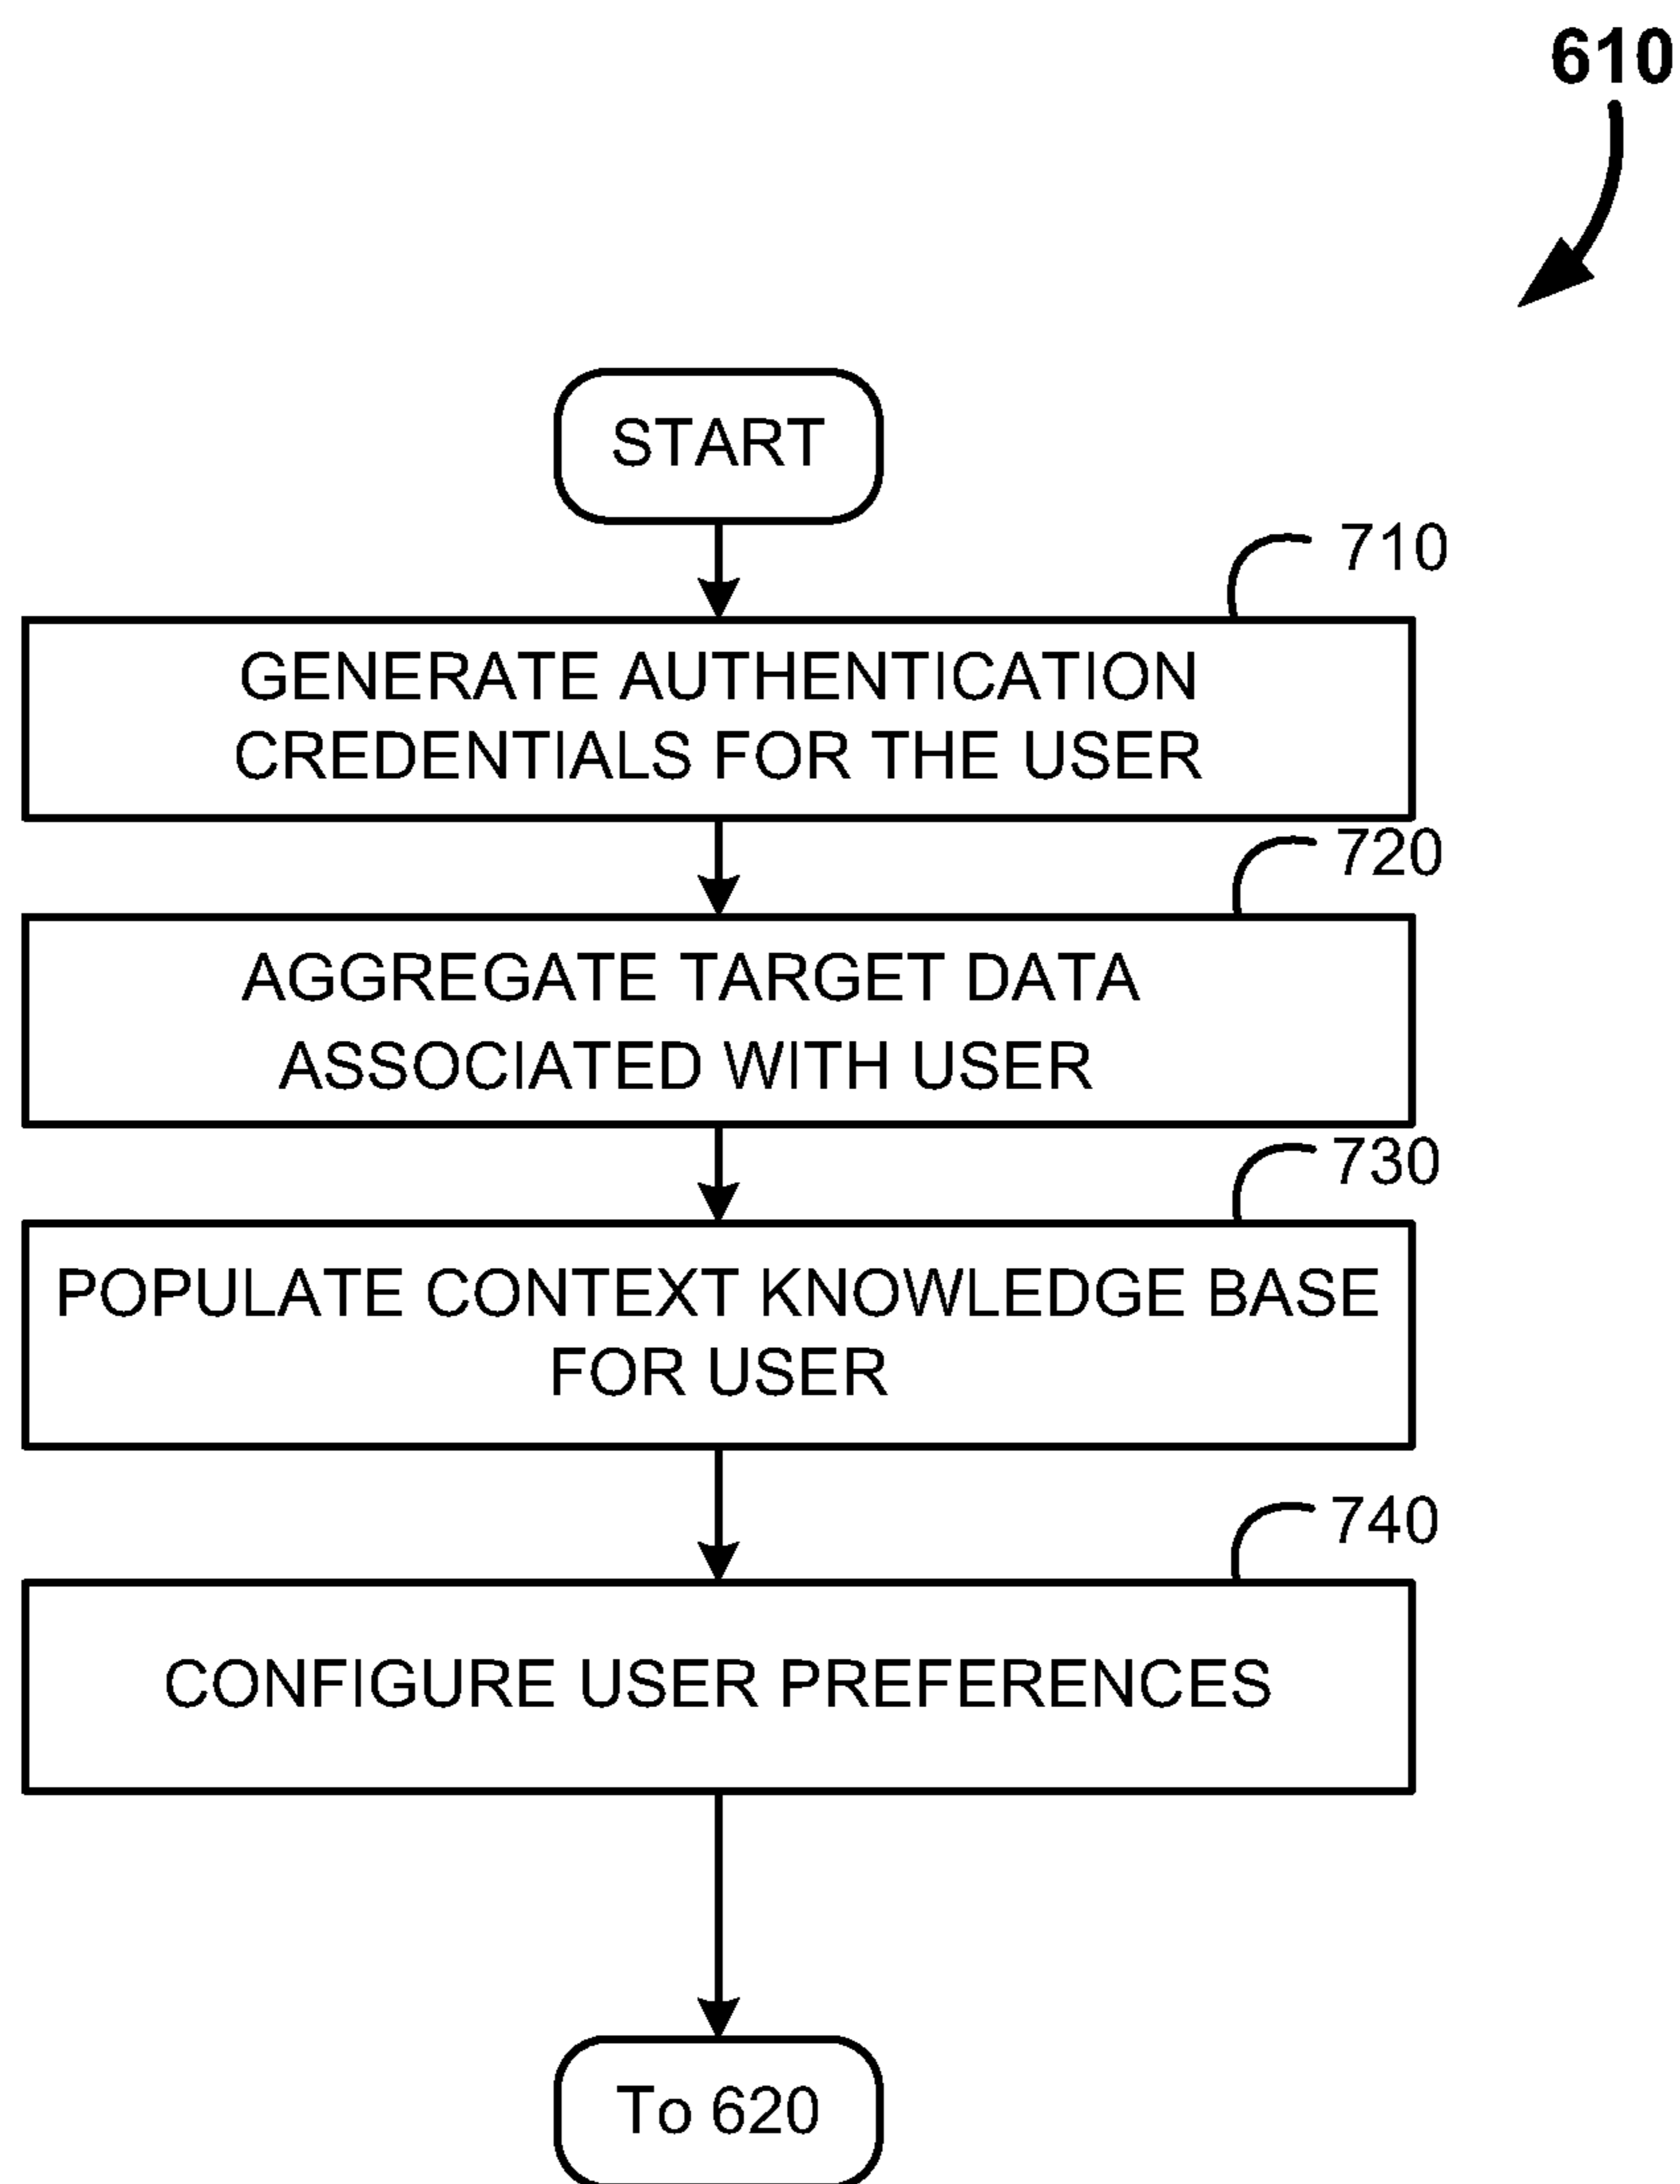 610
START
710
GENERATE AUTHENTICATION
CREDENTIALS FOR THE USER
720
AGGREGATE TARGET DATA
ASSOCIATED WITH USER
730
POPULATE CONTEXT KNOWLEDGE BASE
FOR USER
740
CONFIGURE USER PREFERENCES
To 620